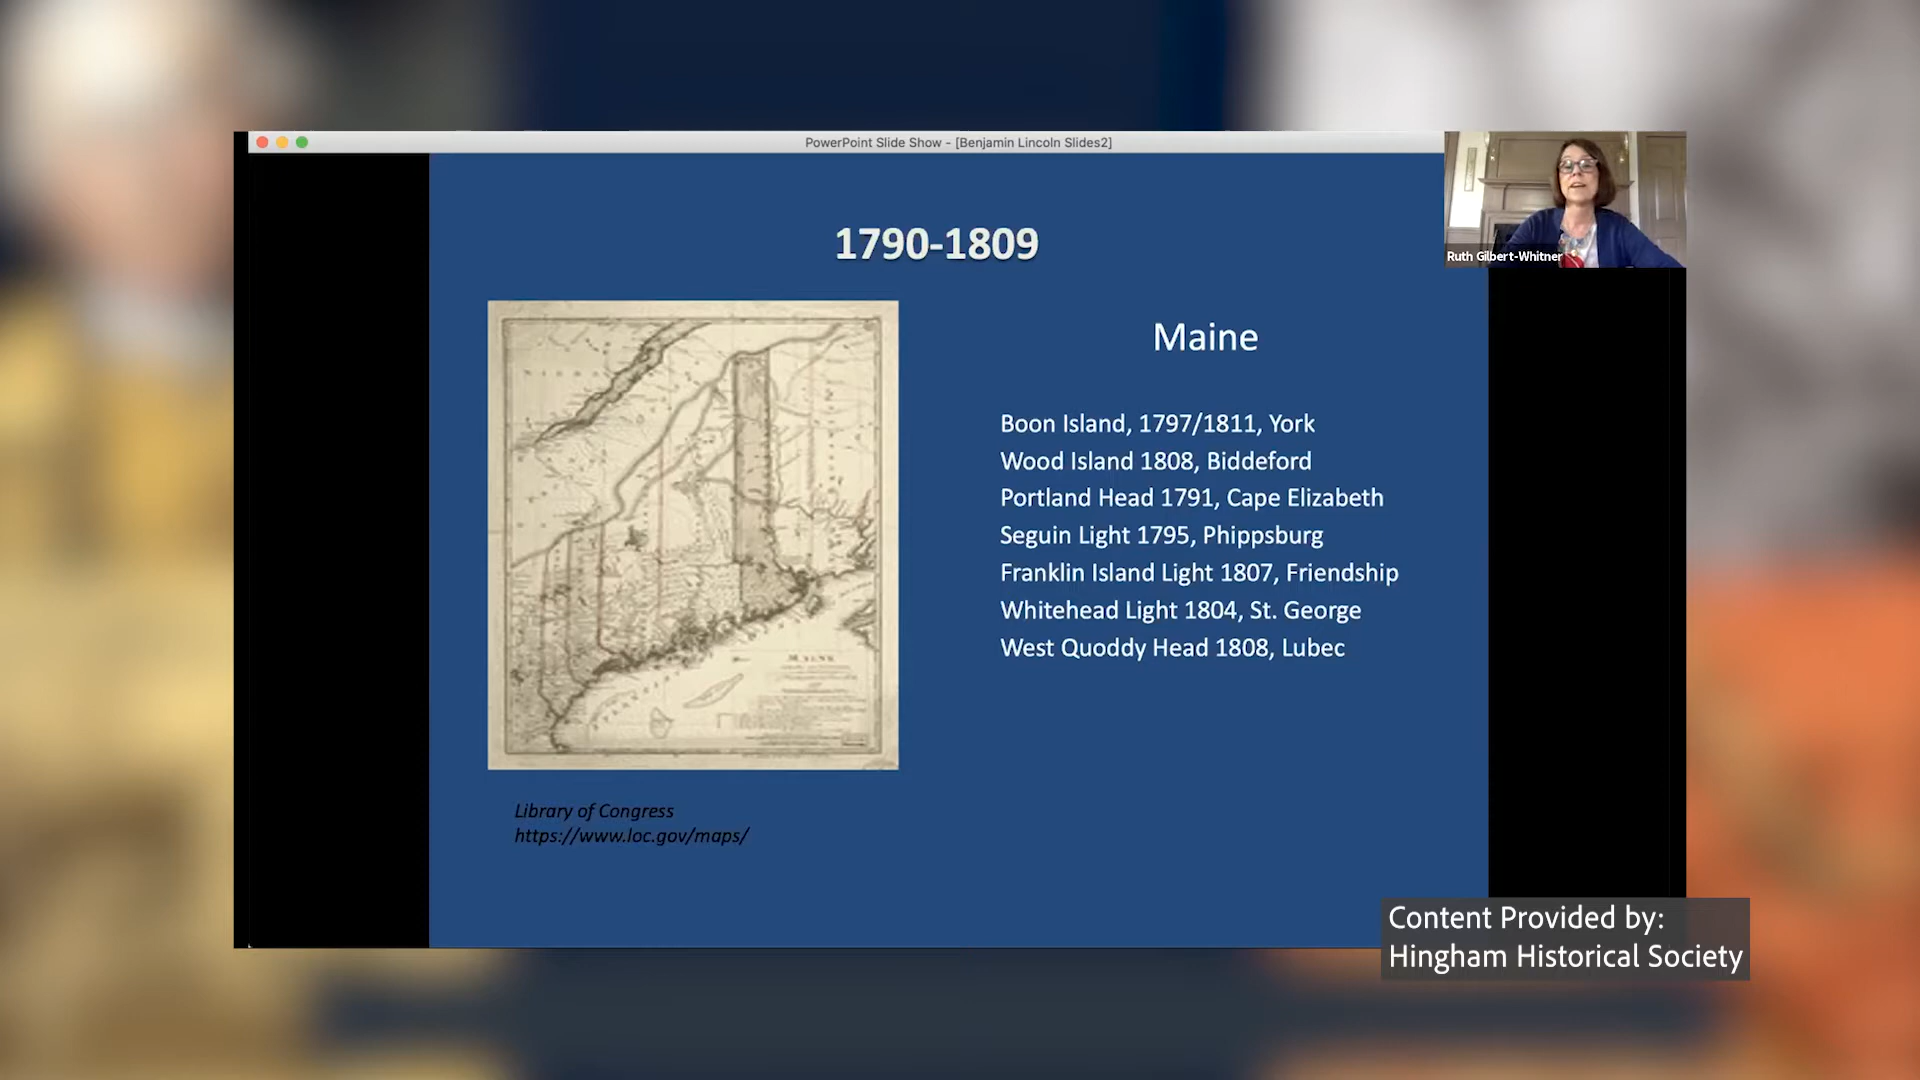 PowerPoint Slide Show - [Benjamin Lincoln Slides2]
Ruth Gilbert-Whitner
1790-1809
Maine
Boon Island, 1797/1811, York
Wood Island 1808, Biddeford
Portland Head 1791, Cape Elizabeth
Seguin Light 1795, Phippsburg
Franklin Island Light 1807, Friendship
Whitehead Light 1804, St. George
West Quoddy Head 1808, Lubec
MAINE
Library of Congress
https://www.loc.gov/maps/
Content Provided by:
Hingham Historical Society